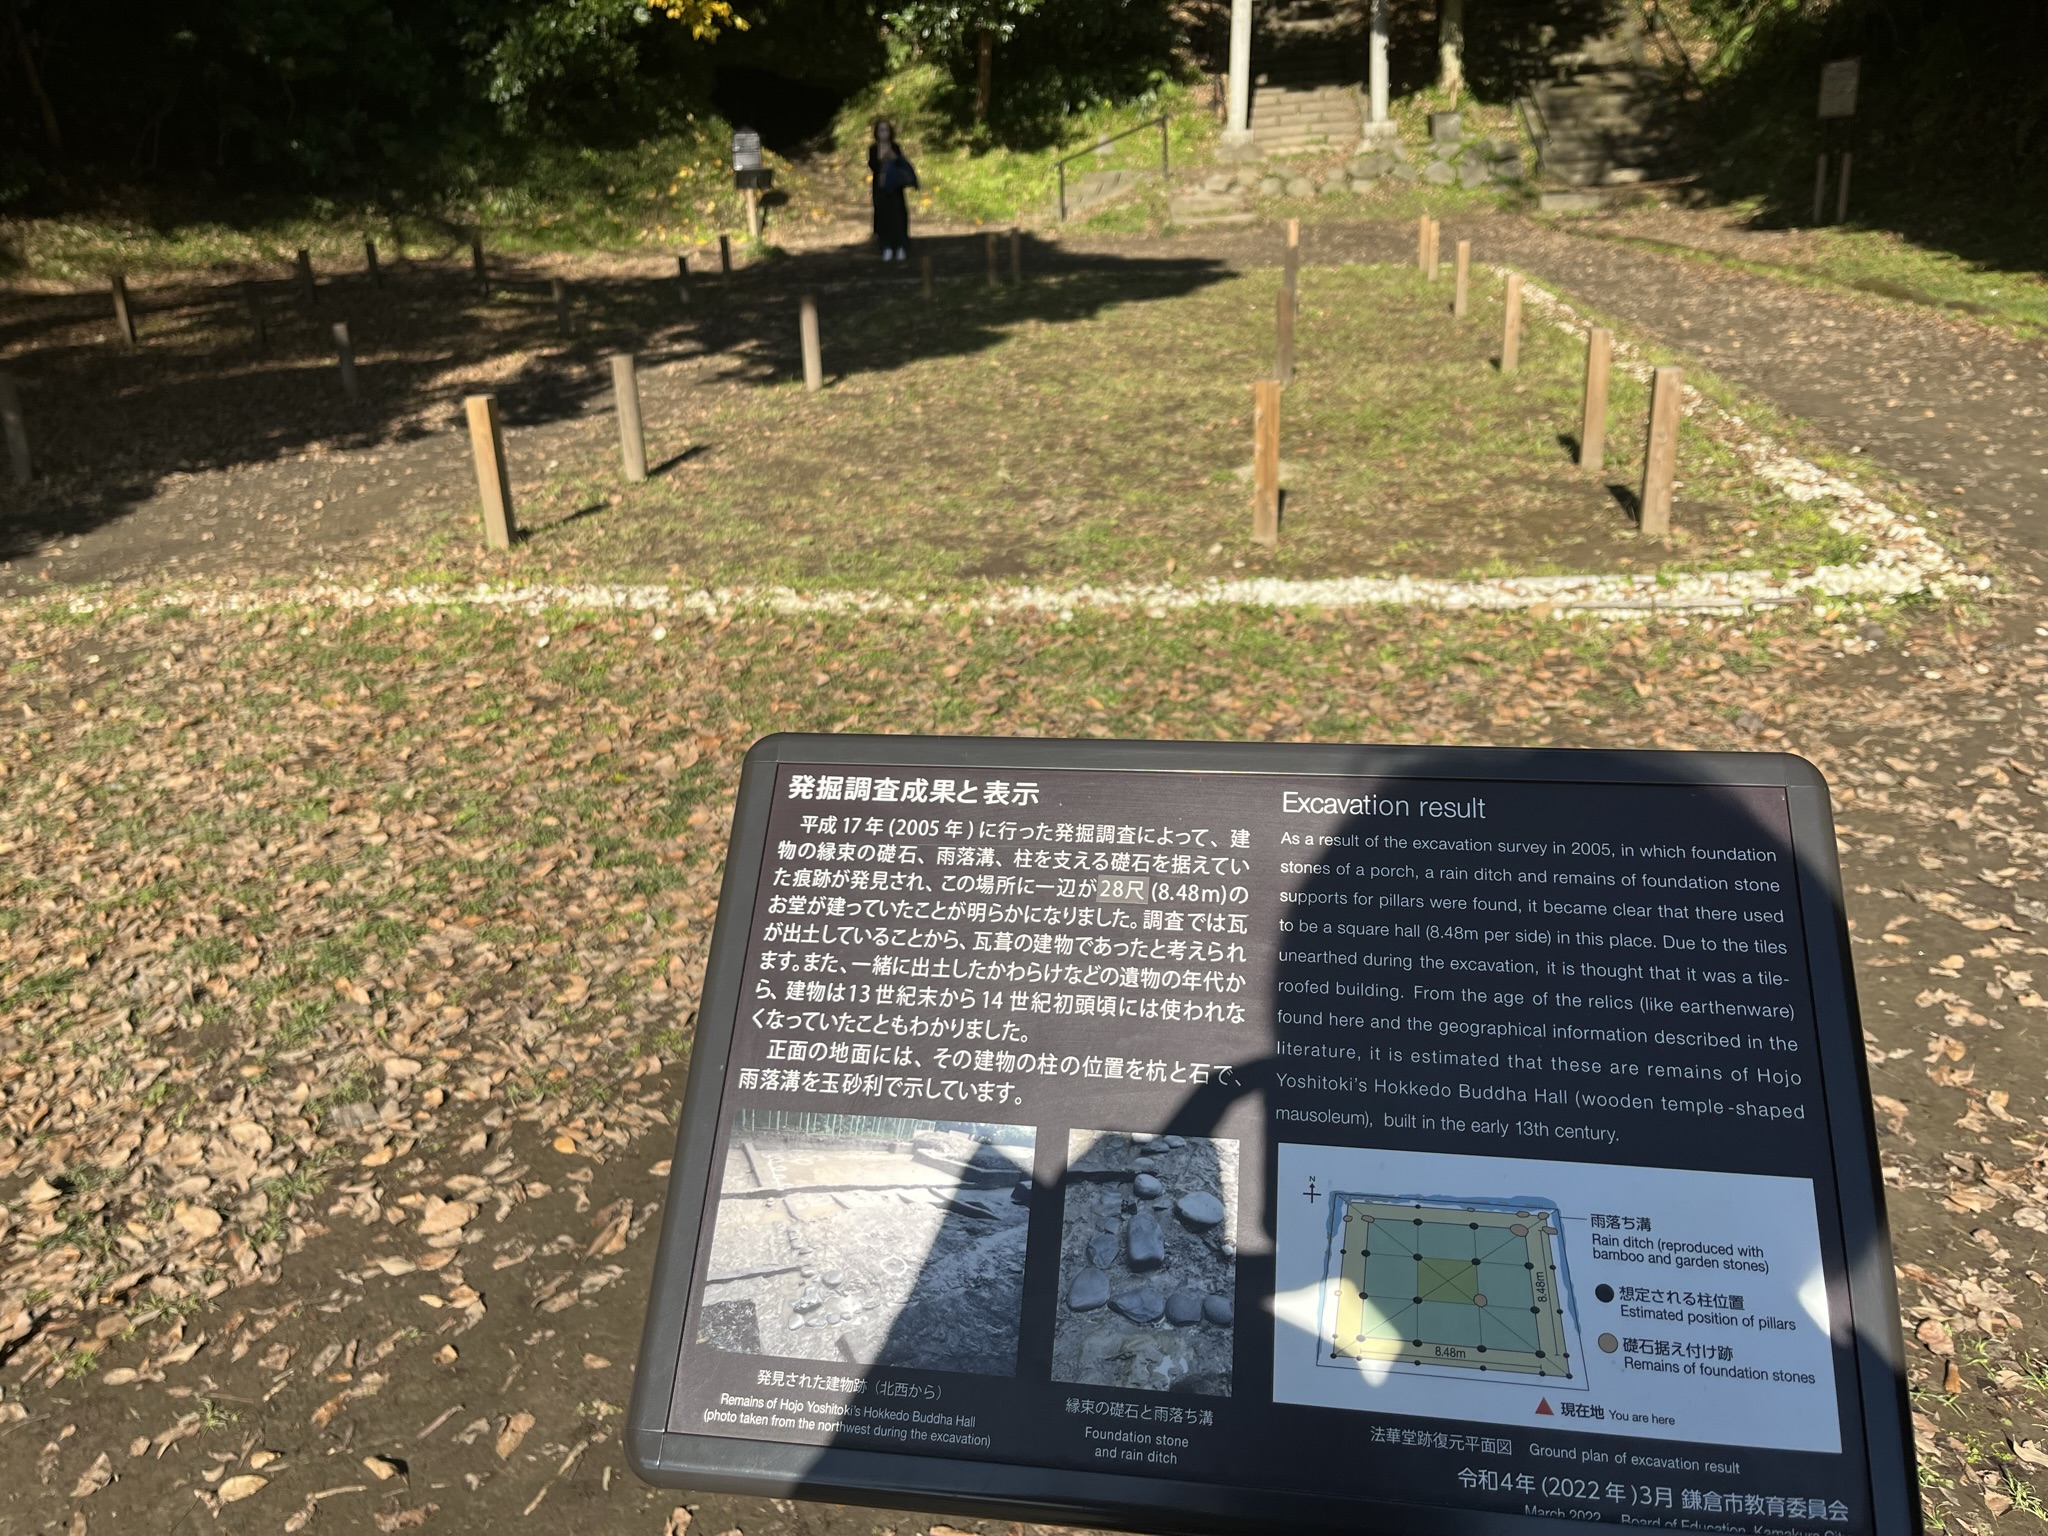 発掘調査成果と表示
平成17年(2005年)に行った発掘調査によって、建
物の縁束の礎石、雨落溝、柱を支える礎石を据えてい
た痕跡が発見され、この場所に一辺が28尺(8.48m)の
お堂が建っていたことが明らかになりました。調査では瓦
が出土していることから、瓦葺の建物であったと考えられ
ます。また、一緒に出土したかわらけなどの遺物の年代か
ら、建物は13世紀末から14世紀初頭頃には使われな
くなっていたこともわかりました。
正面の地面には、その建物の柱の位置を杭と石で、
雨落溝を玉砂利で示しています。
Excavation result
As a result of the excavation survey in 2005, in which foundation
stones of a porch, a rain ditch and remains of foundation stone
supports for pillars were found, it became clear that there used
to be a square hall (8.48m per side) in this place. Due to the tiles
unearthed during the excavation, it is thought that it was a tile-
roofed building. From the age of the relics (like earthenware)
found here and the geographical information described in the
literature, it is estimated that these are remains of Hojo
Yoshitoki's Hokkedo Buddha Hall (wooden temple-shaped
mausoleum), built in the early 13th century.
発見された建物跡（北西から）
Remains of Hojo Yoshitoki's Hokkedo Buddha Hall
(photo taken from the northwest during the excavation)
縁束の礎石と雨落ち溝
Foundation stone
and rain ditch
N
8.48m
8.48m
雨落ち溝
Rain ditch (reproduced with
bamboo and garden stones)
想定される柱位置
Estimated position of pillars
礎石据え付け跡
Remains of foundation stones
現在地 You are here
法華堂跡復元平面図 Ground plan of excavation result
令和4年(2022年)3月 鎌倉市教育委員会
March 2022 Board of Education, Kamakura City